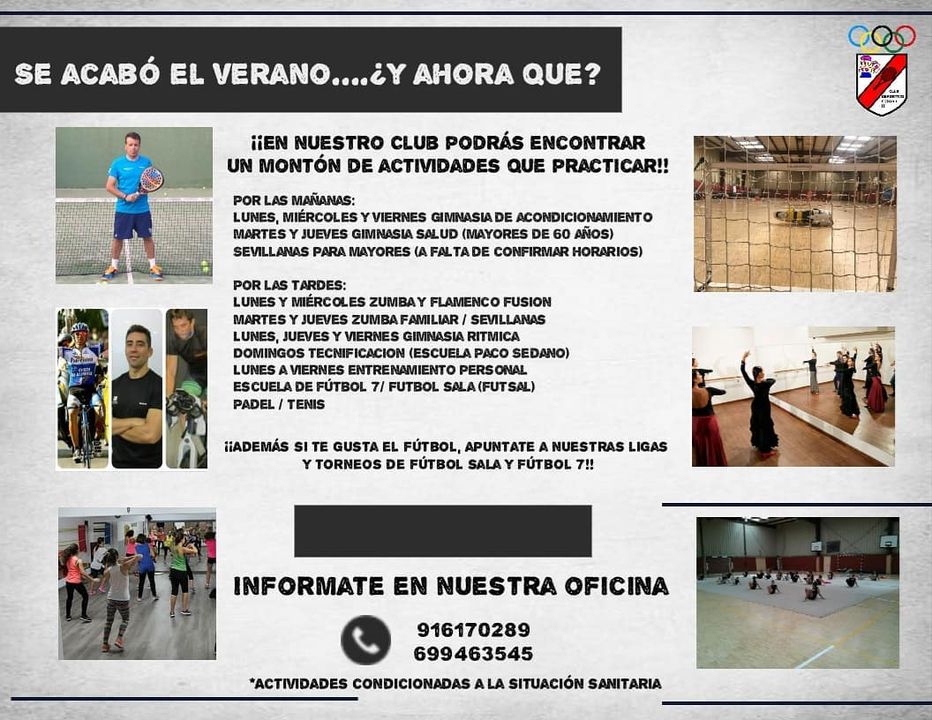 SE ACABÓ EL VERANO....¿Y AHORA QUE?
¡¡EN NUESTRO CLUB PODRÁS ENCONTRAR
UN MONTÓN DE ACTIVIDADES QUE PRACTICAR!!
POR LAS MAÑANAS:
LUNES, MIÉRCOLES Y VIERNES GIMNASIA DE ACONDICIONAMIENTO
MARTES Y JUEVES GIMNASIA SALUD (MAYORES DE 60 AÑOS)
SEVILLANAS PARA MAYORES (A FALTA DE CONFIRMAR HORARIOS)
POR LAS TARDES:
LUNES Y MIÉRCOLES ZUMBA Y FLAMENCO FUSION
MARTES Y JUEVES ZUMBA FAMILIAR / SEVILLANAS
LUNES, JUEVES Y VIERNES GIMNASIA RITMICA
DOMINGOS TECNIFICACION (ESCUELA PACO SEDANO)
LUNES A VIERNES ENTRENAMIENTO PERSONAL
ESCUELA DE FÚTBOL 7/ FUTBOL SALA (FUTSAL)
PADEL / TENIS
¡¡ADEMÁS SI TE GUSTA EL FÚTBOL, APUNTATE A NUESTRAS LIGAS
Y TORNEOS DE FÚTBOL SALA Y FÚTBOL 7!!
INFORMATE EN NUESTRA OFICINA
916170289
699463545
*ACTIVIDADES CONDICIONADAS A LA SITUACIÓN SANITARIA